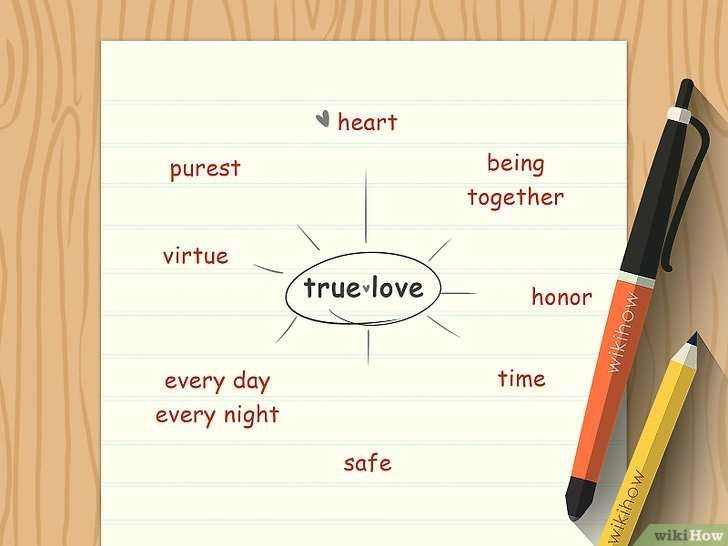 heart
purest
being
together
virtue
true love
honor
every day
every night
time
safe
wikihow
wikihow
wikiHow